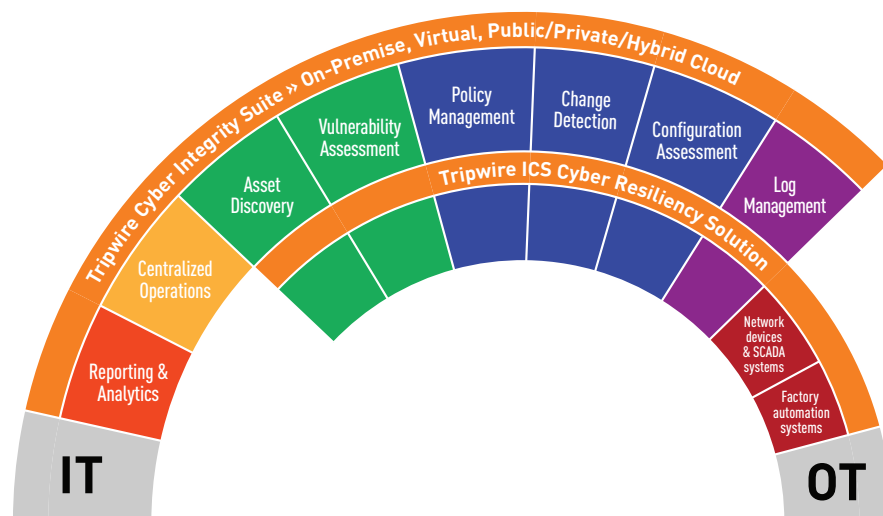 Tripwire Cyber Integrity Suite » On-Premise, Virtual, Public/Private/Hybrid Cloud
Reporting &
Analytics
Centralized
Operations
Asset
Discovery
Vulnerability
Assessment
Policy
Management
Change
Detection
Configuration
Assessment
Log
Management
Tripwire ICS Cyber Resiliency Solution
Network
devices
& SCADA
systems
Factory
automation
systems
IT
OT